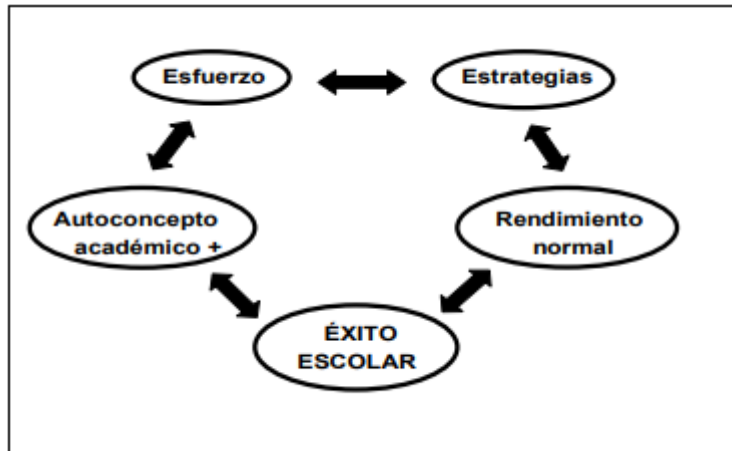 Esfuerzo
Estrategias
Autoconcepto
académico +
Rendimiento
normal
ÉXITO
ESCOLAR